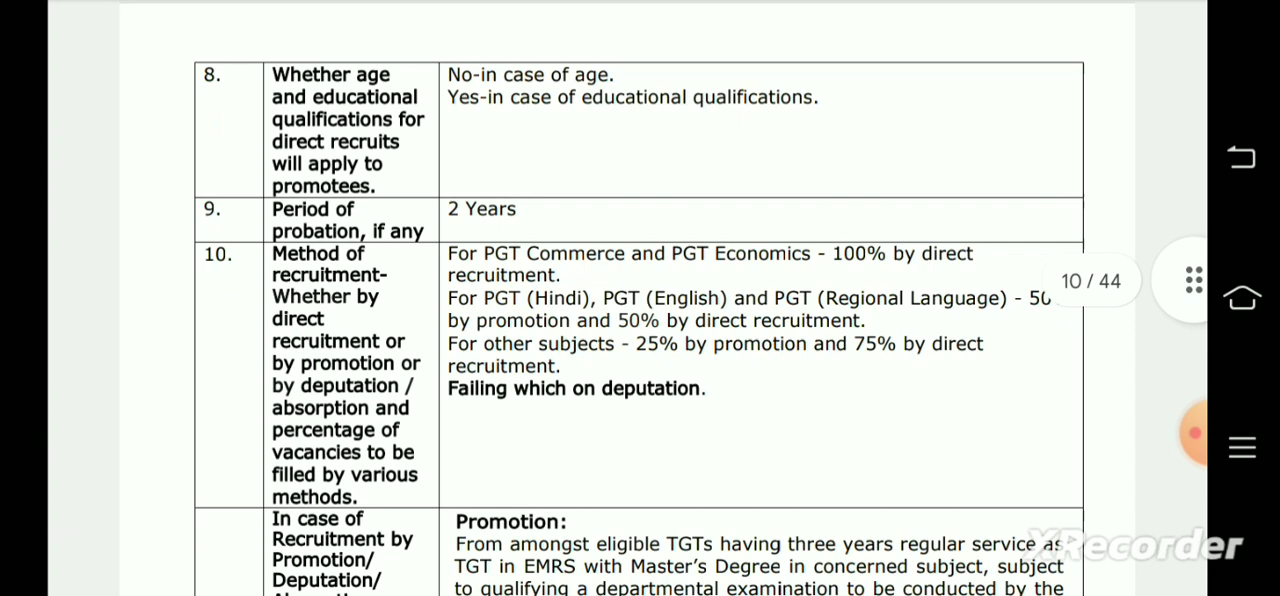 8.
Whether age
and educational
qualifications for
direct recruits
will apply to
promotees.
No-in case of age.
Yes-in case of educational qualifications.
9.
Period of
probation, if any
2 Years
10.
Method of
recruitment-
Whether by
direct
recruitment or
by promotion or
by deputation /
absorption and
percentage of
vacancies to be
filled by various
methods.
For PGT Commerce and PGT Economics - 100% by direct
recruitment.
For PGT (Hindi), PGT (English) and PGT (Regional Language) -
by promotion and 50% by direct recruitment.
For other subjects - 25% by promotion and 75% by direct
recruitment.
Failing which on deputation.
10 / 44
In case of
Recruitment by
Promotion/
Deputation/
Promotion:
From amongst eligible TGTs having three years regular service as
TGT in EMRS with Master's Degree in concerned subject, subject
to qualifying a departmental examination to be conducted by the
XRecorder